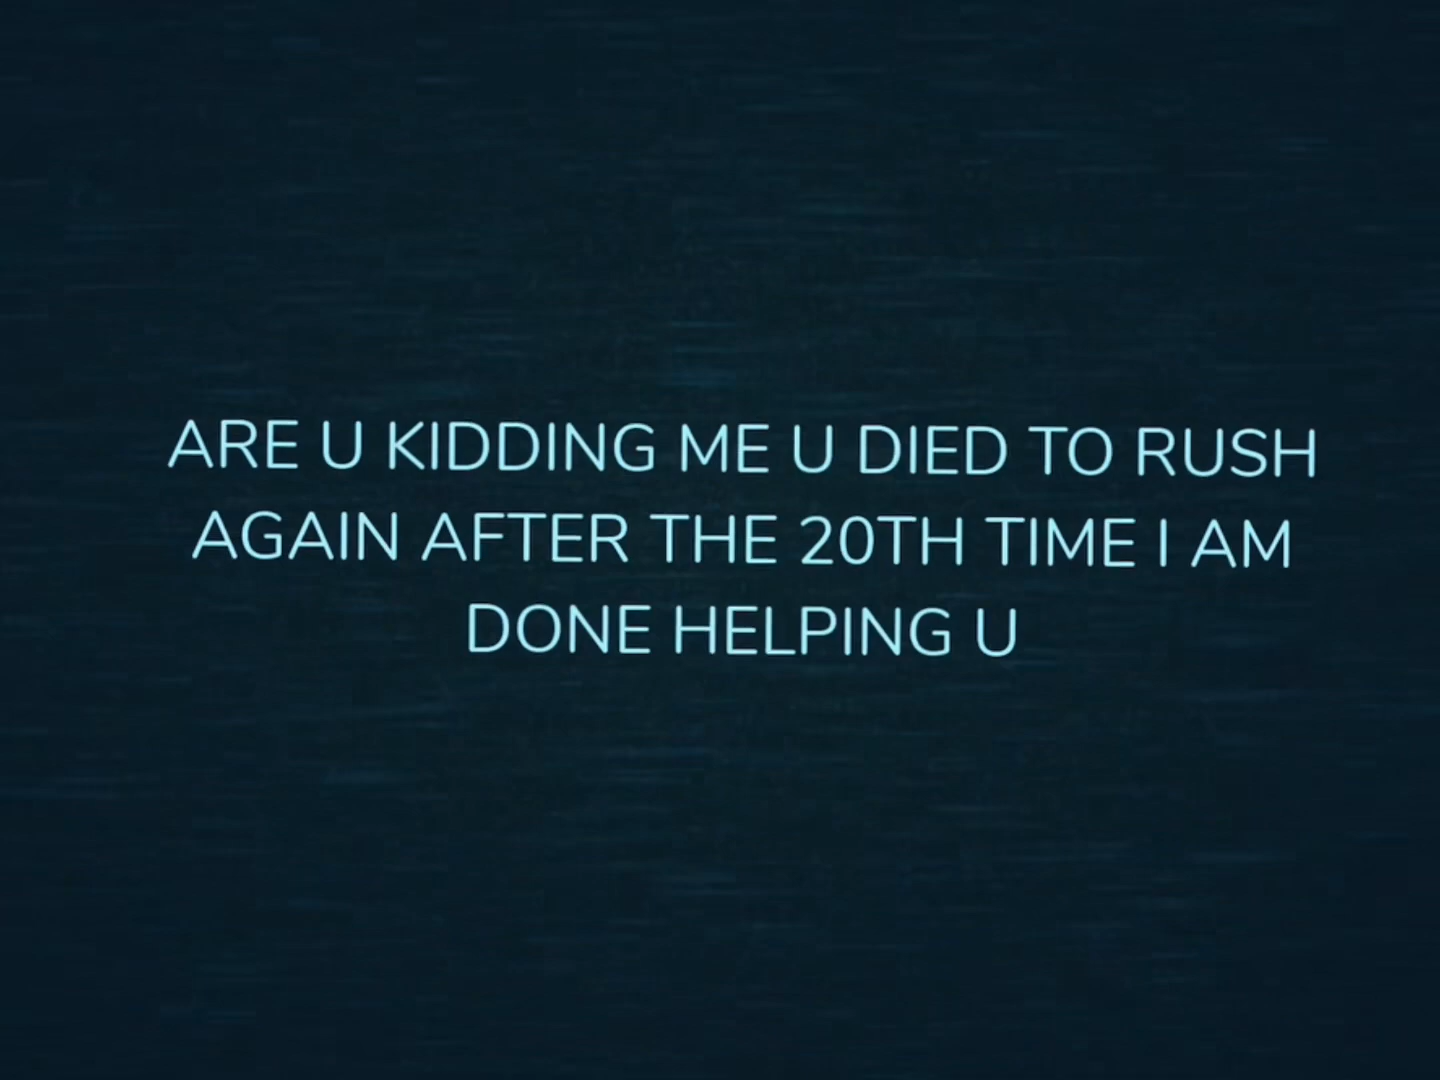 ARE U KIDDING ME U DIED TO RUSH
AGAIN AFTER THE 20TH TIME I AM
DONE HELPING U